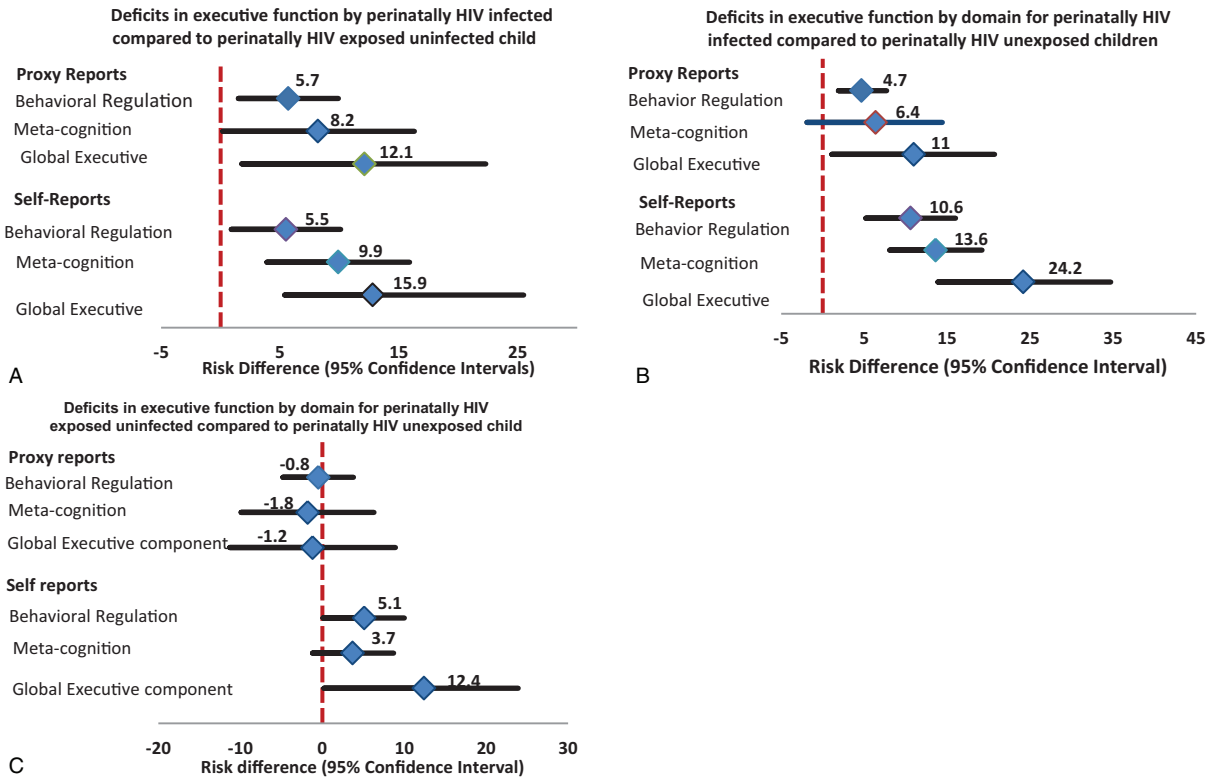 Deficits in executive function by perinatally HIV infected
compared to perinatally HIV exposed uninfected child
Proxy Reports
5.7
Behavioral Regulation
Meta-cognition
8.2
Global Executive
12.1
Self-Reports
5.5
Behavioral Regulation
Meta-cognition
9.9
15.9
Global Executive
-5 5 15 25
Risk Difference (95% Confidence Intervals)
A
Deficits in executive function by domain for perinatally HIV
infected compared to perinatally HIV unexposed children
Proxy Reports
4.7
Behavior Regulation
6.4
Meta-cognition
11
Global Executive
Self-Reports
10.6
Behavior Regulation
13.6
Meta-cognition
24.2
Global Executive
-5 5 15 25 35 45
Risk Difference (95% Confidence Interval)
B
Deficits in executive function by domain for perinatally HIV
exposed uninfected compared to perinatally HIV unexposed child
Proxy reports
-0.8
Behavioral Regulation
Meta-cognition
-1.8
Global Executive component
-1.2
Self reports
5.1
Behavioral Regulation
3.7
Meta-cognition
12.4
Global Executive component
-20 -10 0 10 20 30
Risk difference (95% Confidence Interval)
C